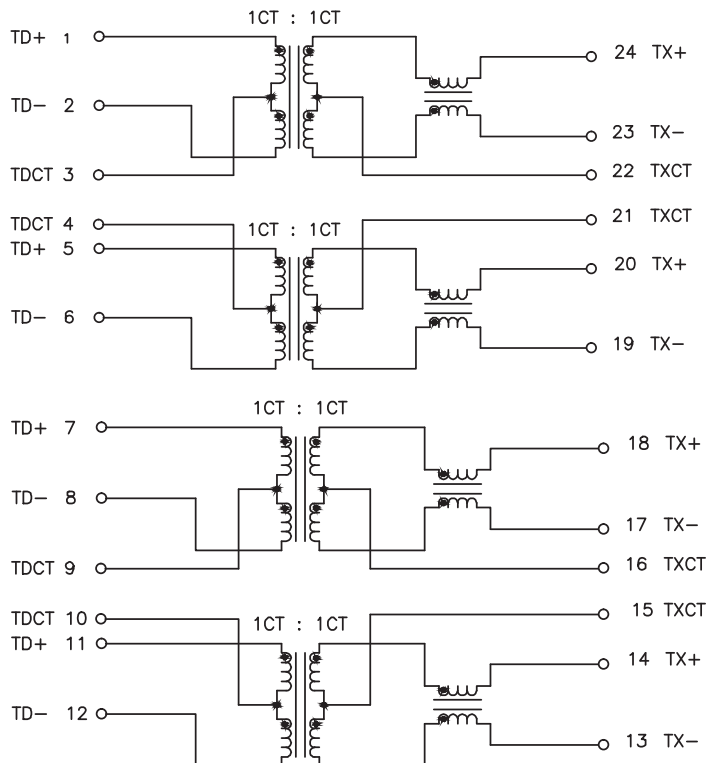 1CT : 1CT
TD+ 1
24 TX+
TD- 2
23 TX-
TDCT 3
22 TXCT
TDCT 4
21 TXCT
1CT : 1CT
TD+ 5
20 TX+
TD- 6
19 TX-
1CT : 1CT
TD+ 7
18 TX+
TD- 8
17 TX-
TDCT 9
16 TXCT
TDCT 10
15 TXCT
1CT : 1CT
TD+ 11
14 TX+
TD- 12
13 TX-